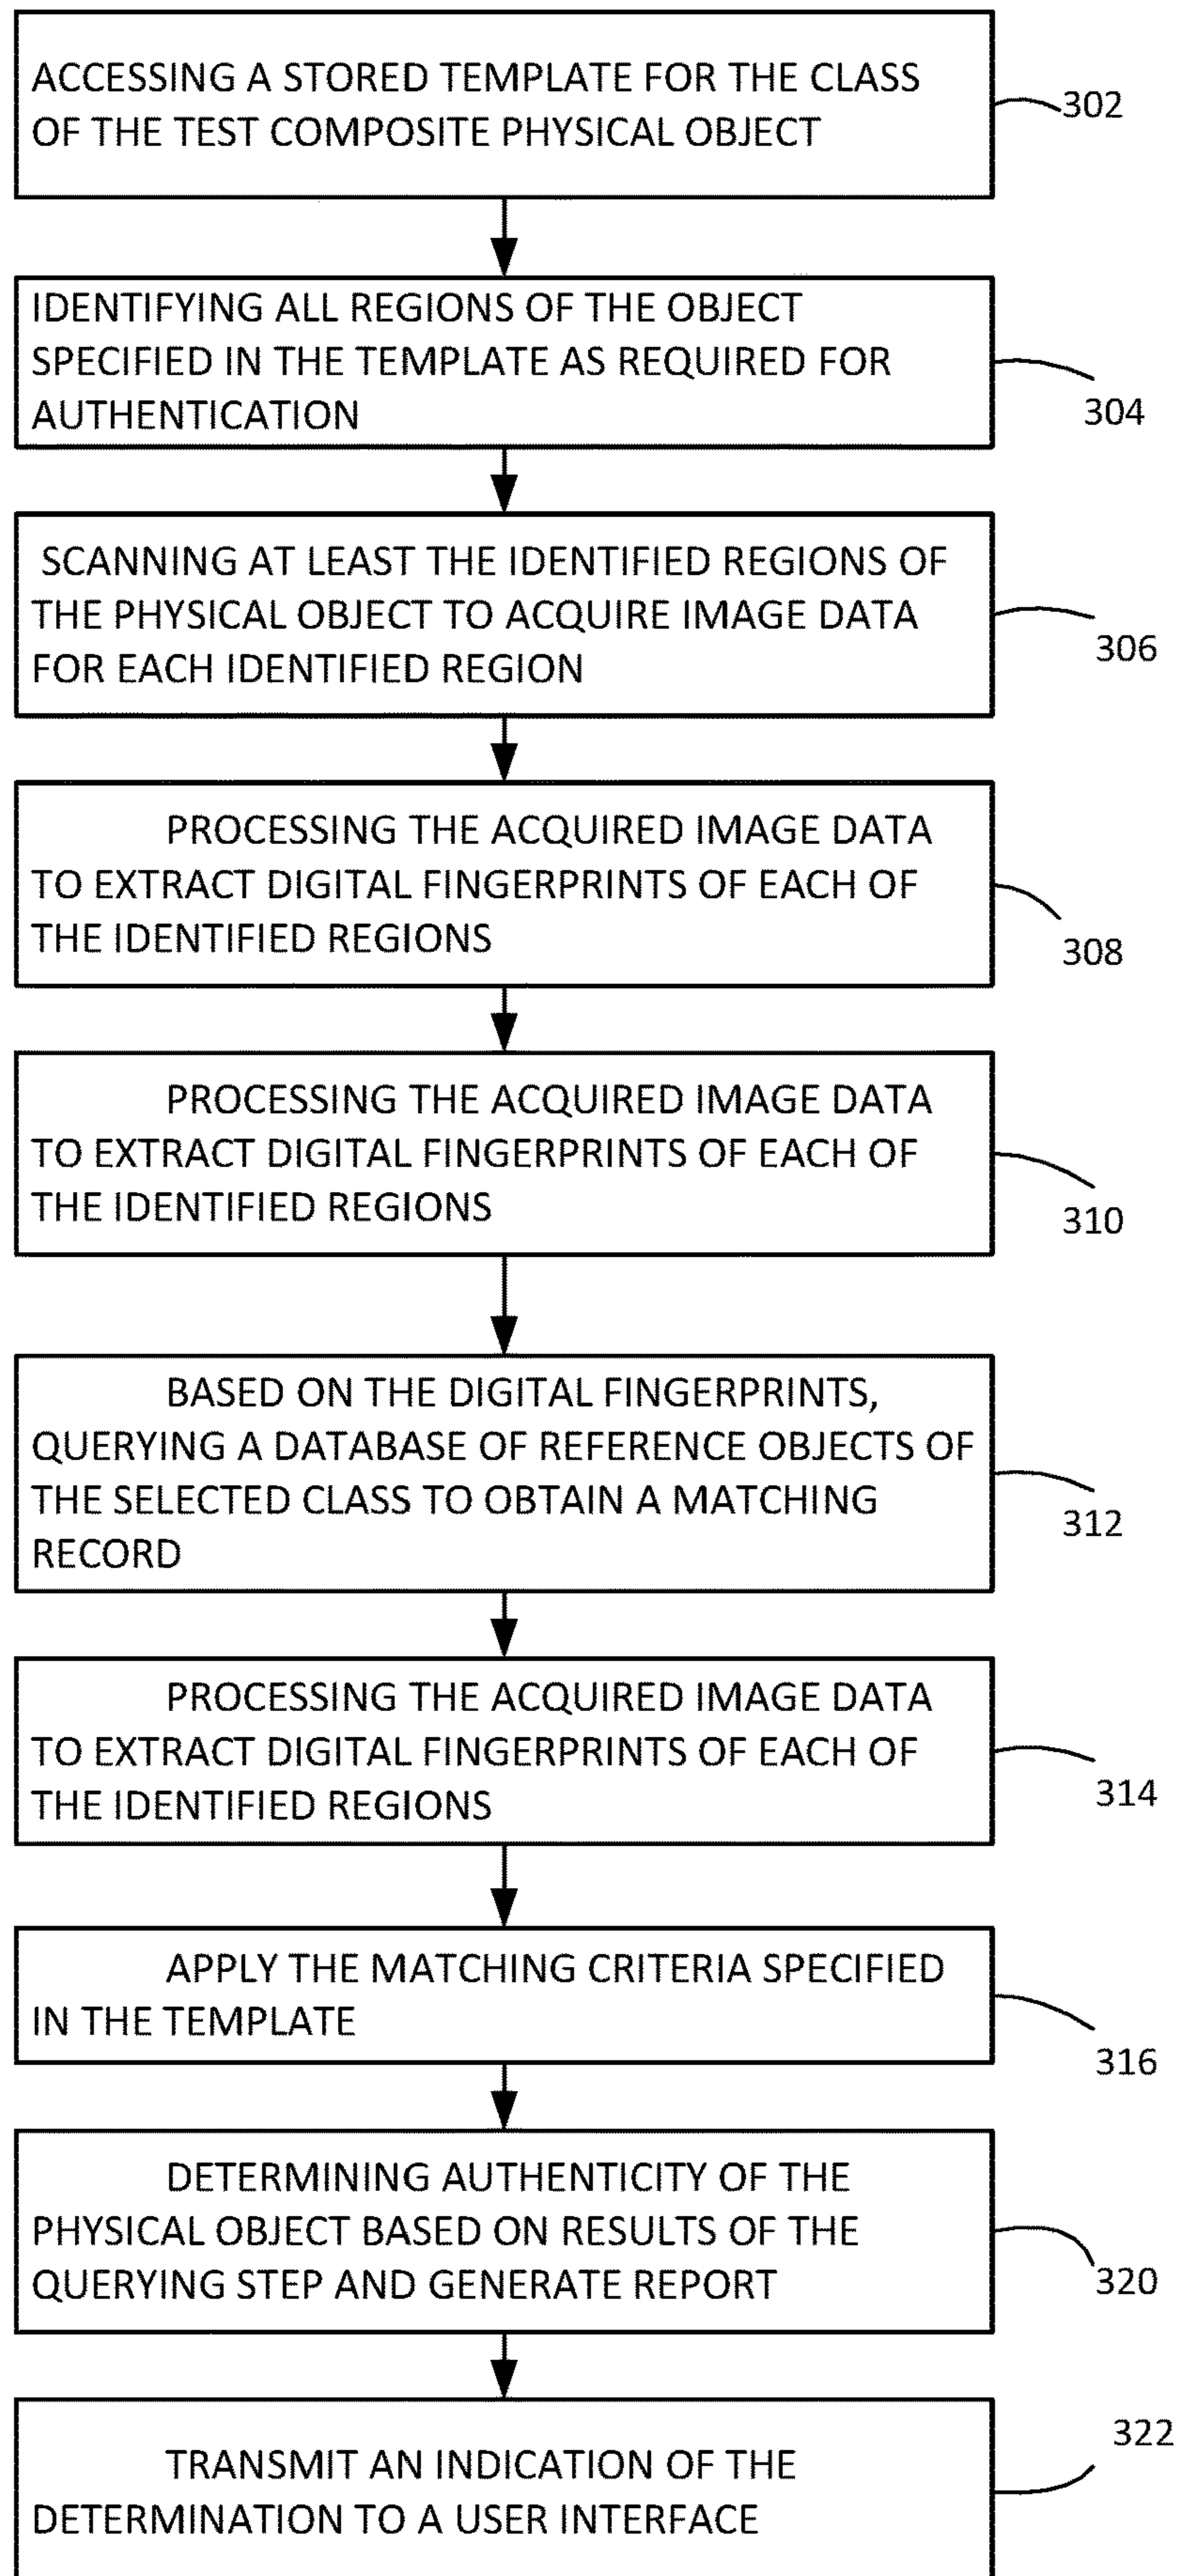 ACCESSING A STORED TEMPLATE FOR THE CLASS
OF THE TEST COMPOSITE PHYSICAL OBJECT
302
IDENTIFYING ALL REGIONS OF THE OBJECT
SPECIFIED IN THE TEMPLATE AS REQUIRED FOR
AUTHENTICATION
304
SCANNING AT LEAST THE IDENTIFIED REGIONS OF
THE PHYSICAL OBJECT TO ACQUIRE IMAGE DATA
FOR EACH IDENTIFIED REGION
306
PROCESSING THE ACQUIRED IMAGE DATA
TO EXTRACT DIGITAL FINGERPRINTS OF EACH OF
THE IDENTIFIED REGIONS
308
PROCESSING THE ACQUIRED IMAGE DATA
TO EXTRACT DIGITAL FINGERPRINTS OF EACH OF
THE IDENTIFIED REGIONS
310
BASED ON THE DIGITAL FINGERPRINTS,
QUERYING A DATABASE OF REFERENCE OBJECTS OF
THE SELECTED CLASS TO OBTAIN A MATCHING
RECORD
312
PROCESSING THE ACQUIRED IMAGE DATA
TO EXTRACT DIGITAL FINGERPRINTS OF EACH OF
THE IDENTIFIED REGIONS
314
APPLY THE MATCHING CRITERIA SPECIFIED
IN THE TEMPLATE
316
DETERMINING AUTHENTICITY OF THE
PHYSICAL OBJECT BASED ON RESULTS OF THE
QUERYING STEP AND GENERATE REPORT
320
TRANSMIT AN INDICATION OF THE
DETERMINATION TO A USER INTERFACE
322